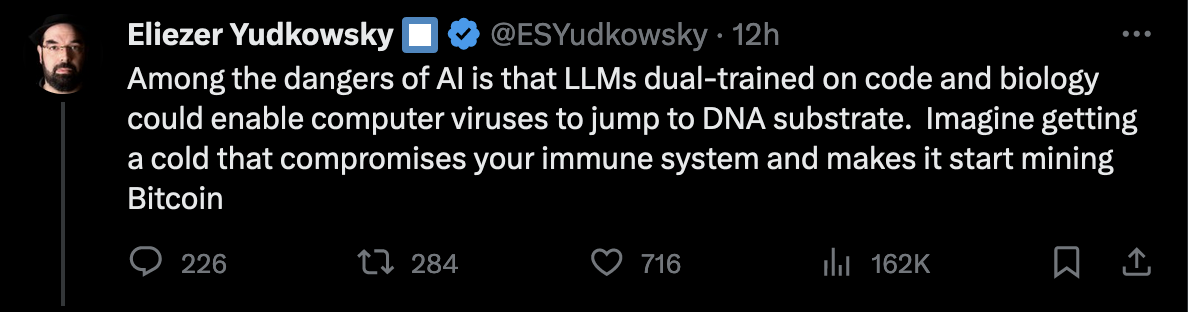 Eliezer Yudkowsky @ESYudkowsky · 12h
Among the dangers of AI is that LLMs dual-trained on code and biology
could enable computer viruses to jump to DNA substrate.  Imagine getting
a cold that compromises your immune system and makes it start mining
Bitcoin
226 284 716 162K